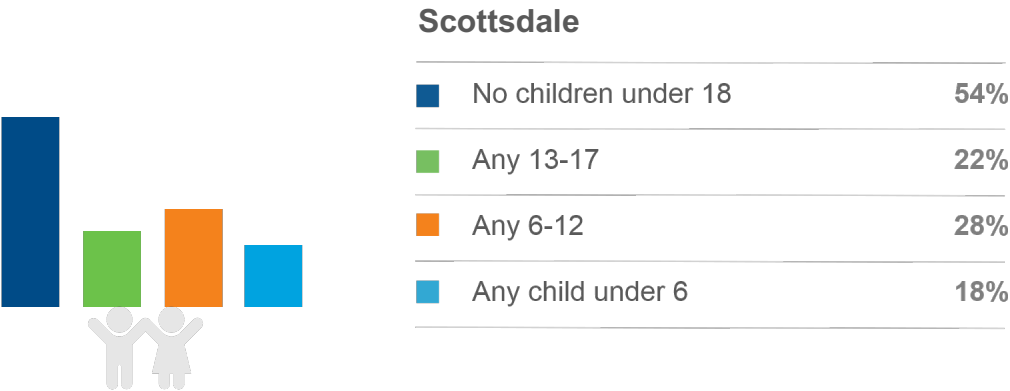 Scottsdale
No children under 18 54%
Any 13-17 22%
Any 6-12 28%
Any child under 6 18%